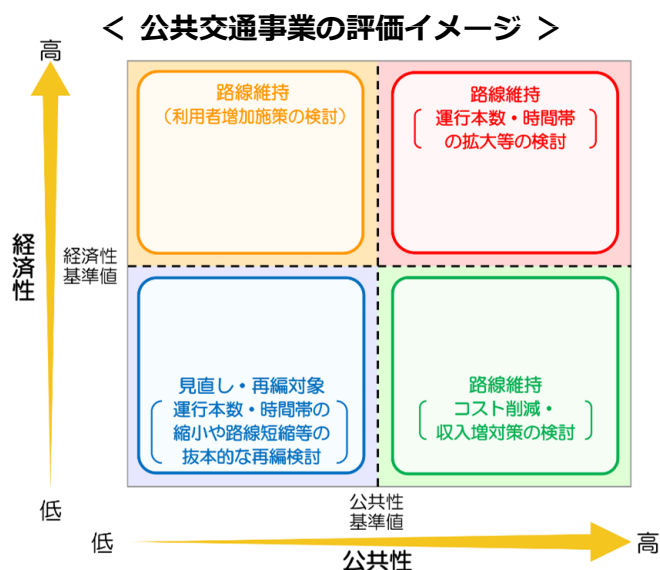 ＜ 公共交通事業の評価イメージ ＞
高
路線維持
（利用者増加施策の検討）
路線維持
運行本数・時間帯
の拡大等の検討
経済性
経済性
基準値
見直し・再編対象
運行本数・時間帯の
縮小や路線短縮等の
抜本的な再編検討
路線維持
コスト削減・
収入増対策の検討
低
公共性
基準値
低
高
公共性